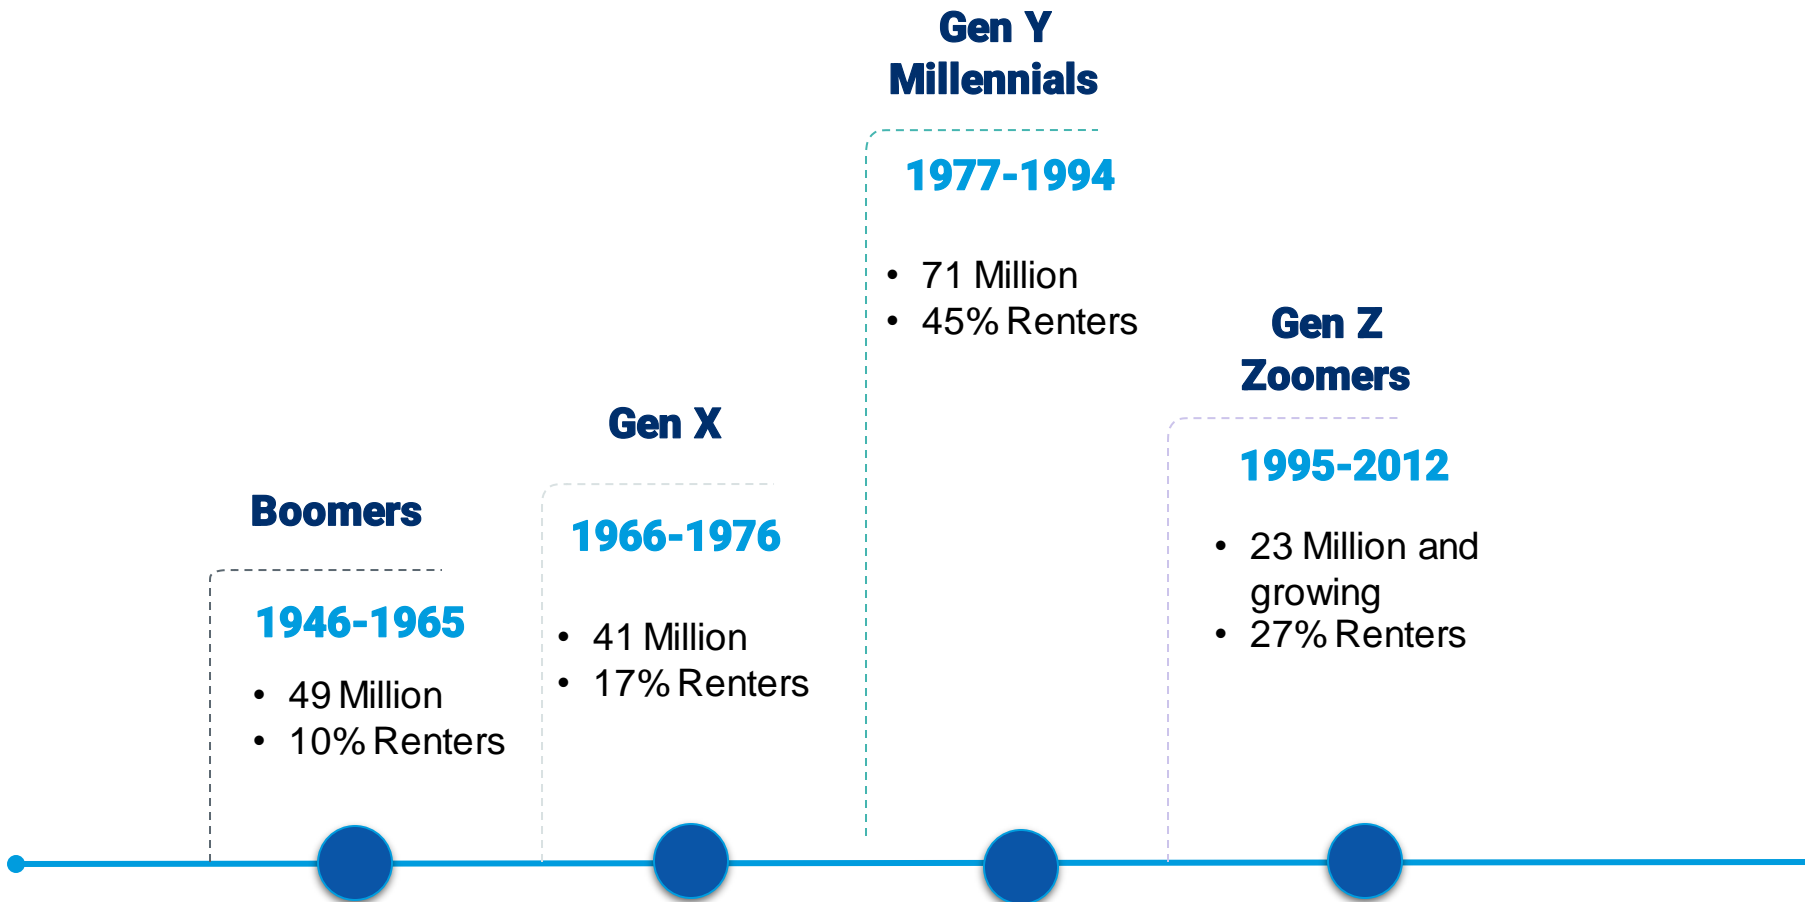 Boomers
1946-1965
• 49 Million
• 10% Renters
Gen X
1966-1976
• 41 Million
• 17% Renters
Gen Y
Millennials
1977-1994
• 71 Million
• 45% Renters
Gen Z
Zoomers
1995-2012
• 23 Million and
growing
• 27% Renters